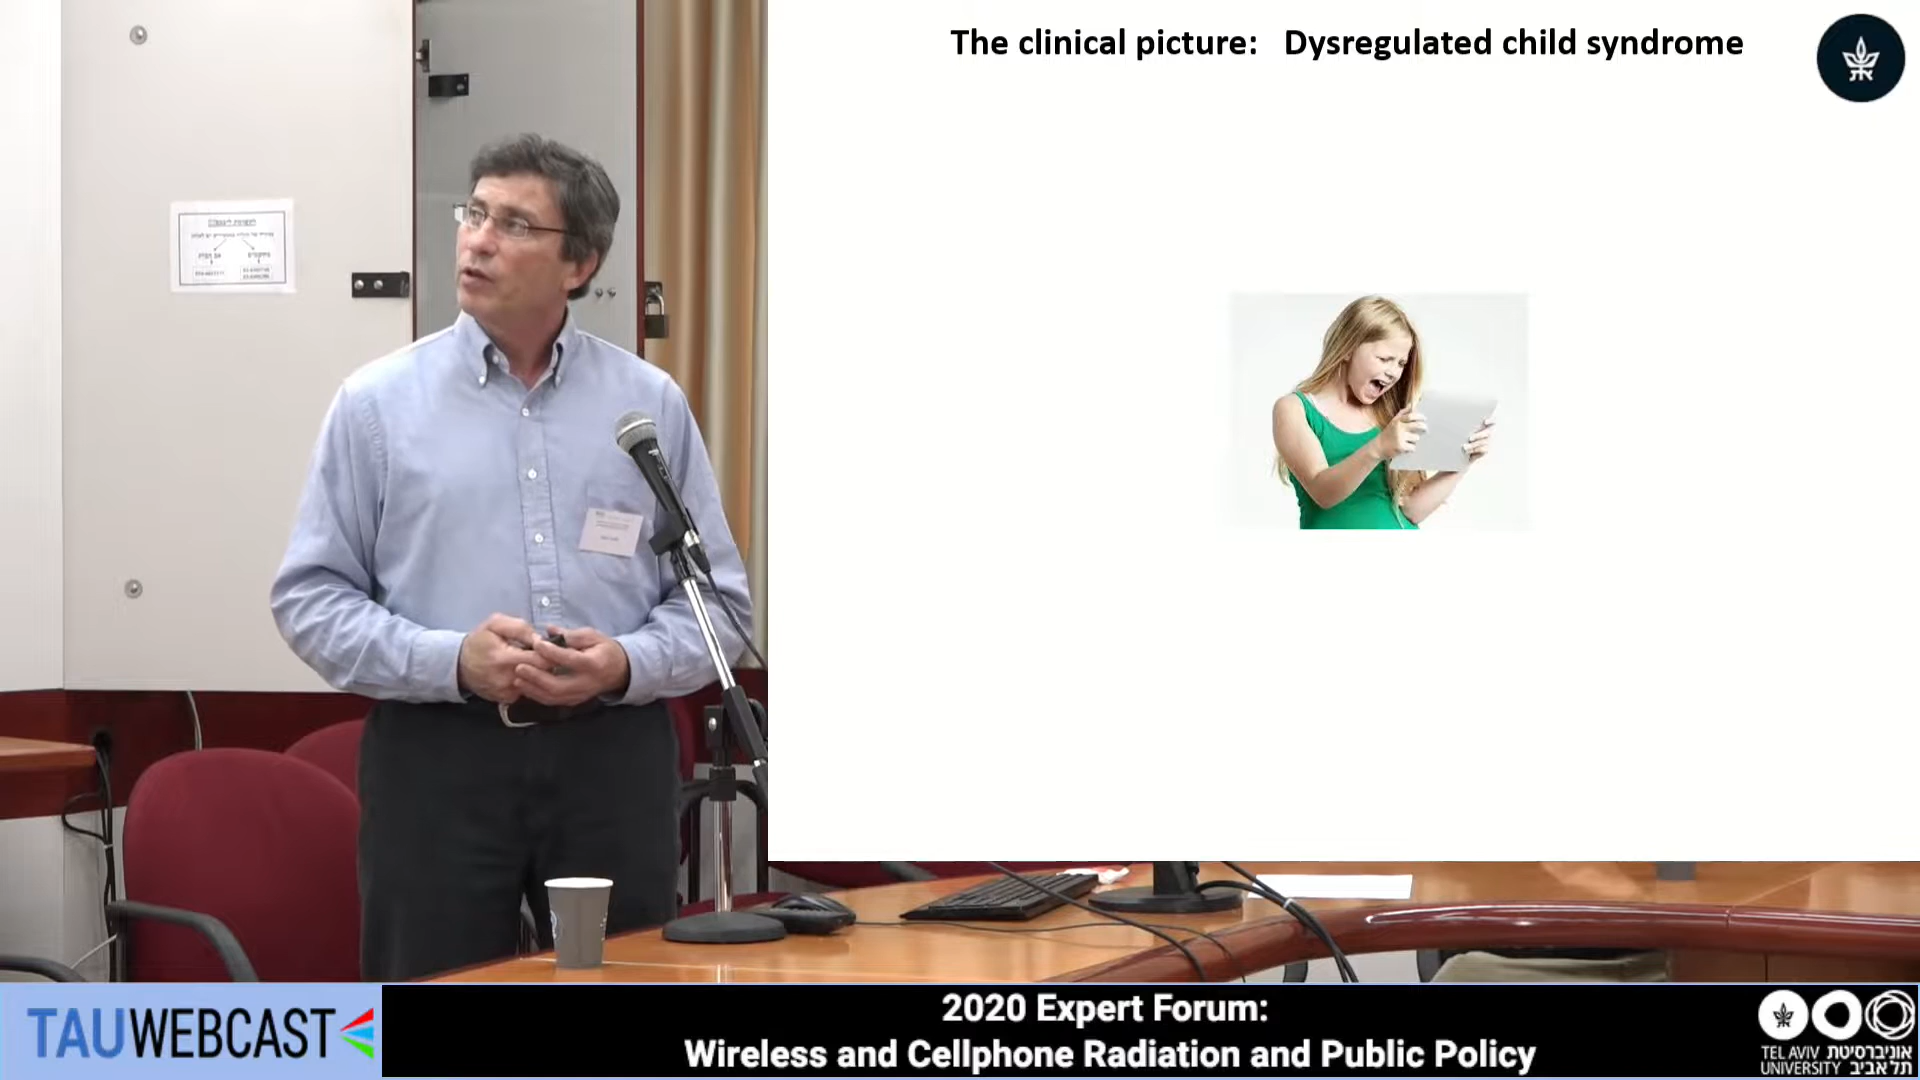 The clinical picture: Dysregulated child syndrome
TAUWEBCAST
2020 Expert Forum:
Wireless and Cellphone Radiation and Public Policy
TEL AVIV אוניברסיטת
UNIVERSITY תל אביב